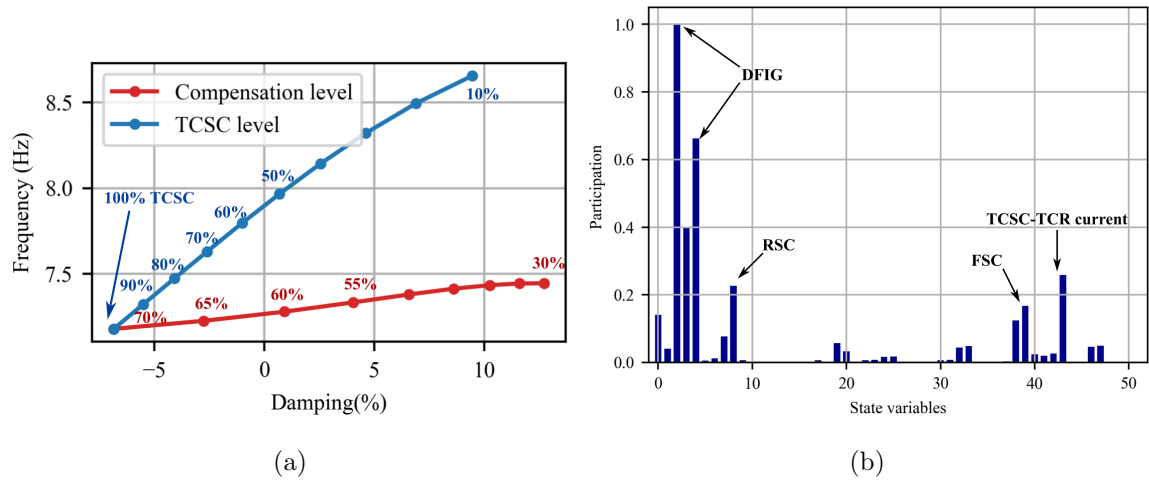 Compensation level
TCSC level
100% TCSC
90%
80%
70%
60%
50%
10%
70%
65%
60%
55%
30%
Frequency (Hz)
8.5
8.0
7.5
−5
0
5
10
Damping(%)
(a)
Participation
1.0
0.8
0.6
0.4
0.2
0.0
DFIG
RSC
FSC
TCSC-TCR current
0
10
20
30
40
50
State variables
(b)